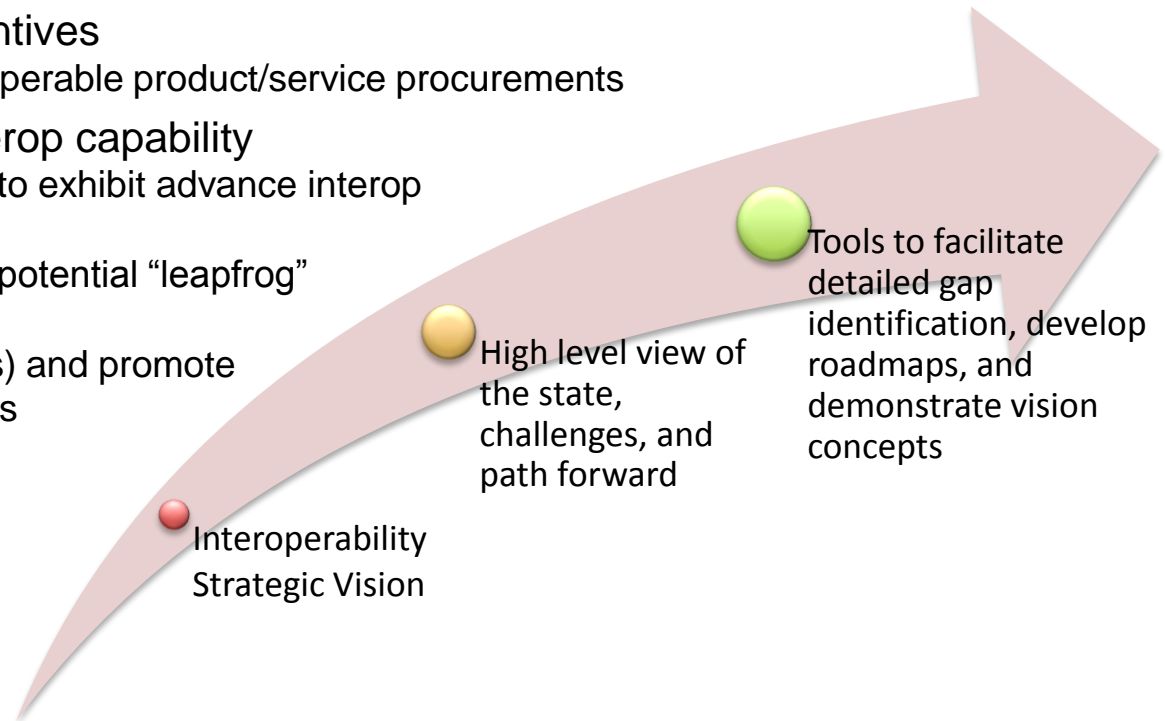 ntives
perable product/service procurements
erop capability
to exhibit advance interop
potential “leapfrog”
s) and promote
s
Tools to facilitate
detailed gap
identification, develop
roadmaps, and
demonstrate vision
concepts
High level view of
the state,
challenges, and
path forward
Interoperability
Strategic Vision